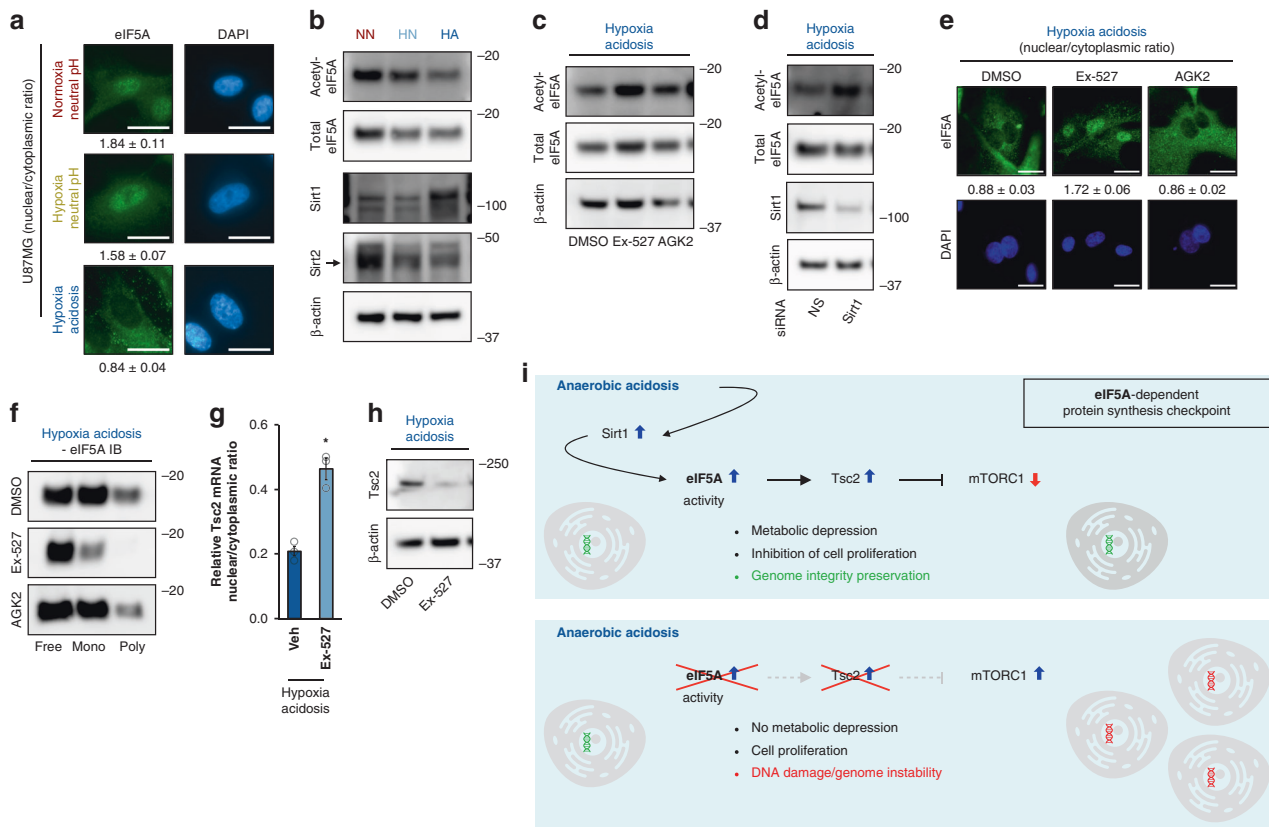 a
eIF5A
DAPI
U87MG (nuclear/cytoplasmic ratio)
Normoxia
neutral pH
1.84 ± 0.11
Hypoxia
neutral pH
1.58 ± 0.07
Hypoxia
acidosis
0.84 ± 0.04
b
NN
HN
HA
Acetyl-
eIF5A
–20
Total
eIF5A
–20
Sirt1
–100
Sirt2
–50
β-actin
–37
c
Hypoxia
acidosis
Acetyl-
eIF5A
–20
Total
eIF5A
–20
β-actin
–37
DMSO Ex-527 AGK2
d
Hypoxia
acidosis
Acetyl-
eIF5A
–20
Total
eIF5A
–20
Sirt1
–100
β-actin
–37
siRNA
NS
Sirt1
e
Hypoxia acidosis
(nuclear/cytoplasmic ratio)
DMSO
Ex-527
AGK2
eIF5A
0.88 ± 0.03
1.72 ± 0.06
0.86 ± 0.02
DAPI
f
Hypoxia acidosis
- eIF5A IB
DMSO
–20
Ex-527
–20
AGK2
–20
Free
Mono
Poly
g
Relative Tsc2 mRNA
nuclear/cytoplasmic ratio
0.6
0.4
0.2
0.0
*
Veh
Ex-527
Hypoxia
acidosis
h
Hypoxia
acidosis
Tsc2
–250
β-actin
–37
DMSO
Ex-527
i
Anaerobic acidosis
eIF5A-dependent
protein synthesis checkpoint
Sirt1
eIF5A
activity
Tsc2
mTORC1
• Metabolic depression
• Inhibition of cell proliferation
• Genome integrity preservation
Anaerobic acidosis
eIF5A
activity
Tsc2
mTORC1
• No metabolic depression
• Cell proliferation
• DNA damage/genome instability